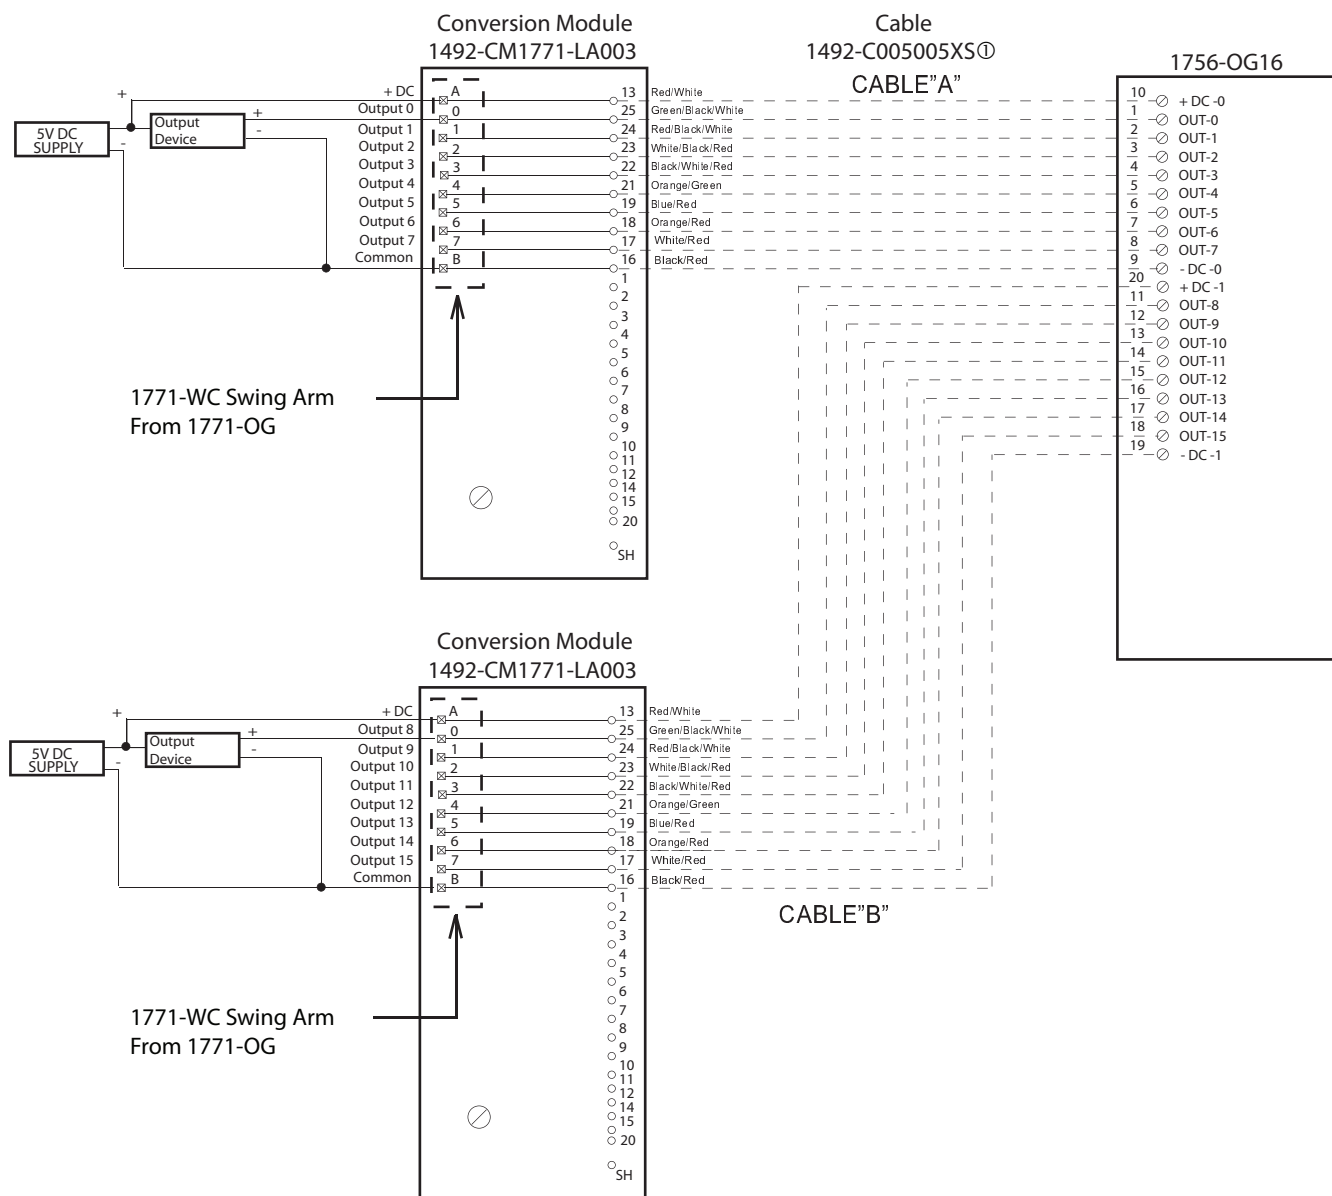 Conversion Module
1492-CM1771-LA003
Cable
1492-C005005XS①
CABLE"A"
1756-OG16
+
5V DC
SUPPLY
-
Output
Device
+
-
+ DC
Output 0
Output 1
Output 2
Output 3
Output 4
Output 5
Output 6
Output 7
Common
A
0
1
2
3
4
5
6
7
B
13 Red/White
25 Green/Black/White
24 Red/Black/White
23 White/Black/Red
22 Black/White/Red
21 Orange/Green
19 Blue/Red
18 Orange/Red
17 White/Red
16 Black/Red
1
2
3
4
5
6
7
8
9
10
11
12
14
15
20
SH
10 + DC -0
1 OUT-0
2 OUT-1
3 OUT-2
4 OUT-3
5 OUT-4
6 OUT-5
7 OUT-6
8 OUT-7
9 - DC -0
20 + DC -1
11 OUT-8
12 OUT-9
13 OUT-10
14 OUT-11
15 OUT-12
16 OUT-13
17 OUT-14
18 OUT-15
19 - DC -1
1771-WC Swing Arm
From 1771-OG
Conversion Module
1492-CM1771-LA003
+
5V DC
SUPPLY
-
Output
Device
+
-
+ DC
Output 8
Output 9
Output 10
Output 11
Output 12
Output 13
Output 14
Output 15
Common
A
0
1
2
3
4
5
6
7
B
13 Red/White
25 Green/Black/White
24 Red/Black/White
23 White/Black/Red
22 Black/White/Red
21 Orange/Green
19 Blue/Red
18 Orange/Red
17 White/Red
16 Black/Red
1
2
3
4
5
6
7
8
9
10
11
12
14
15
20
SH
CABLE"B"
1771-WC Swing Arm
From 1771-OG